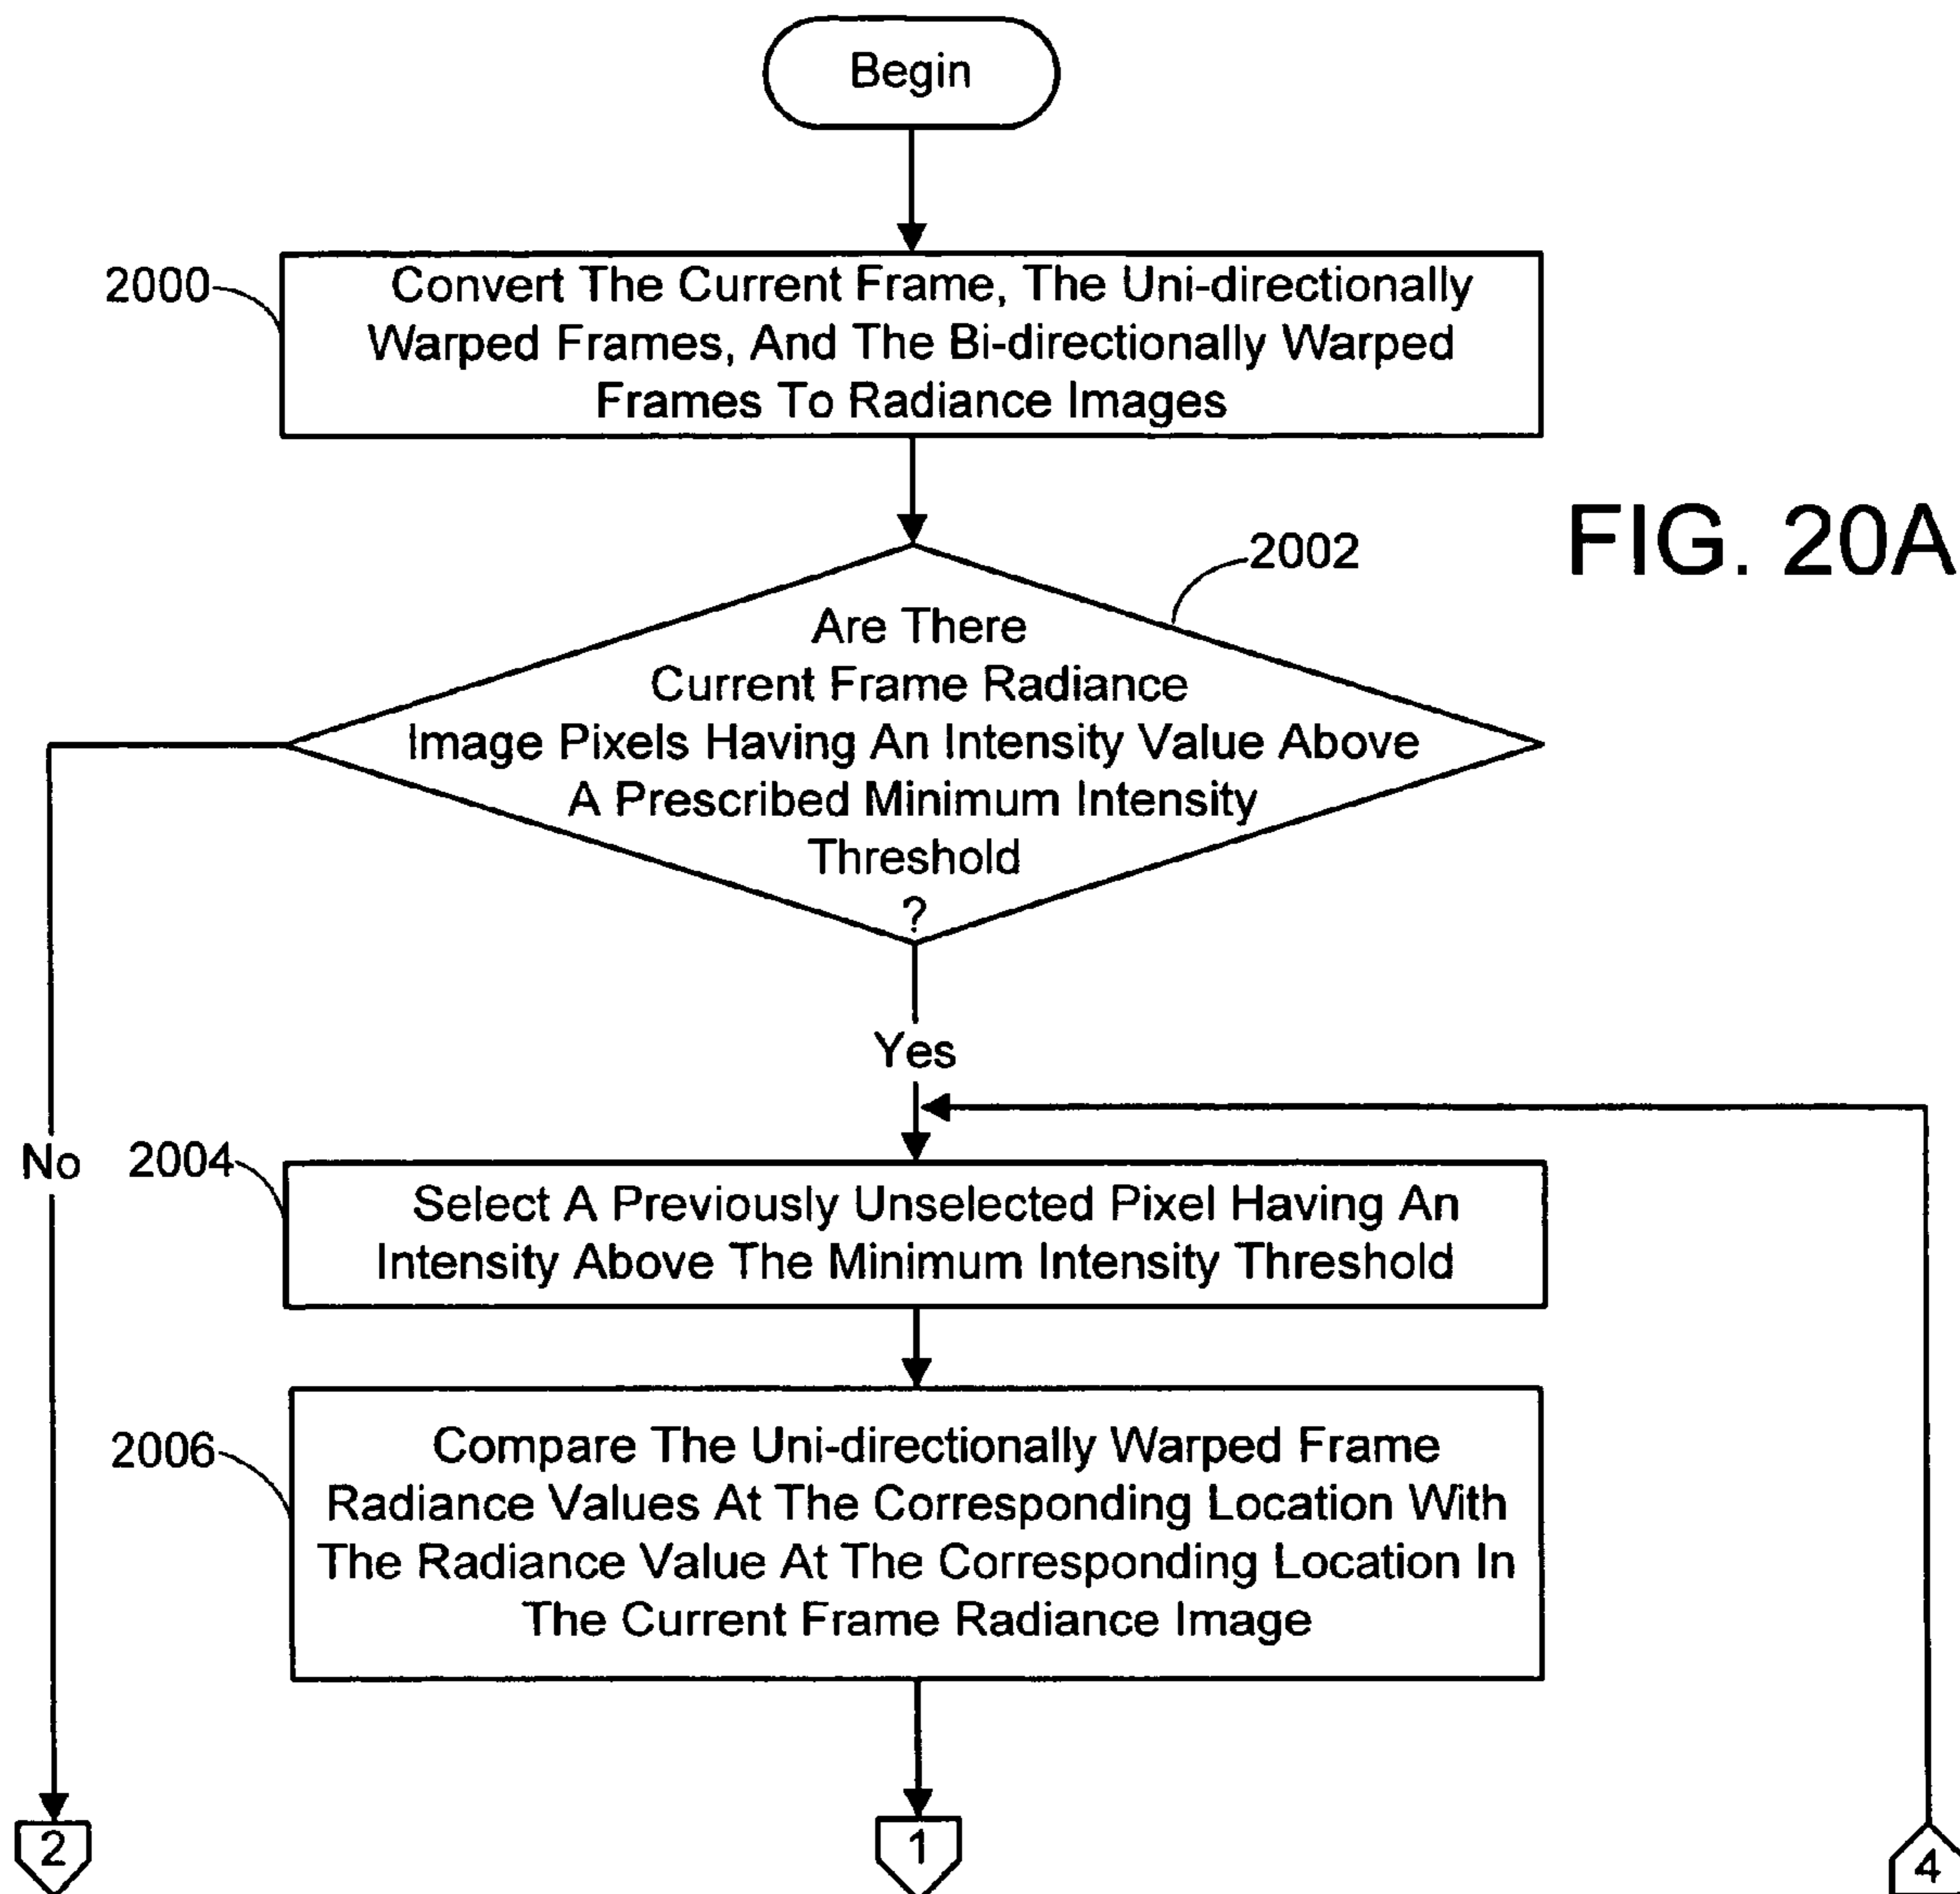 Begin
2000
Convert The Current Frame, The Uni-directionally
Warped Frames, And The Bi-directionally Warped
Frames To Radiance Images
FIG. 20A
2002
Are There
Current Frame Radiance
Image Pixels Having An Intensity Value Above
A Prescribed Minimum Intensity
Threshold
?
Yes
No
2004
Select A Previously Unselected Pixel Having An
Intensity Above The Minimum Intensity Threshold
2006
Compare The Uni-directionally Warped Frame
Radiance Values At The Corresponding Location With
The Radiance Value At The Corresponding Location In
The Current Frame Radiance Image
2
1
4